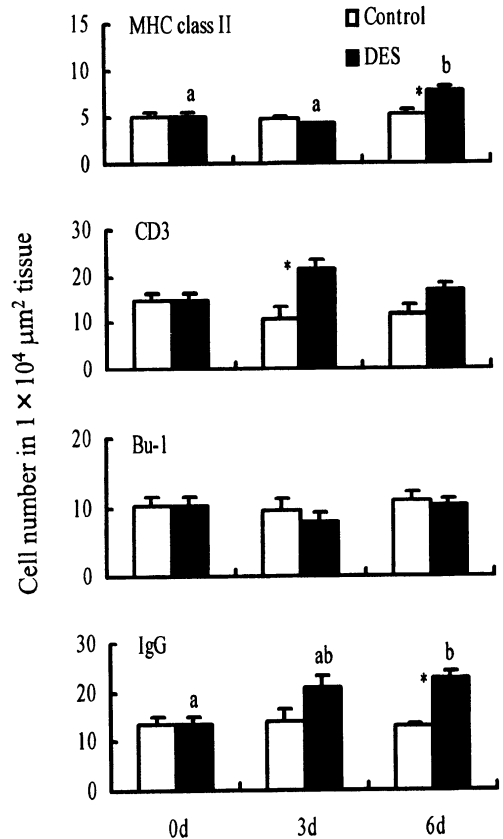 Control
DES
MHC class II
15
10
5
0
a
a
*
b
CD3
30
20
10
0
*
Bu-1
20
10
0
IgG
30
20
10
0
a
ab
*
b
0d
3d
6d
Cell number in 1 × 10⁴ μm² tissue